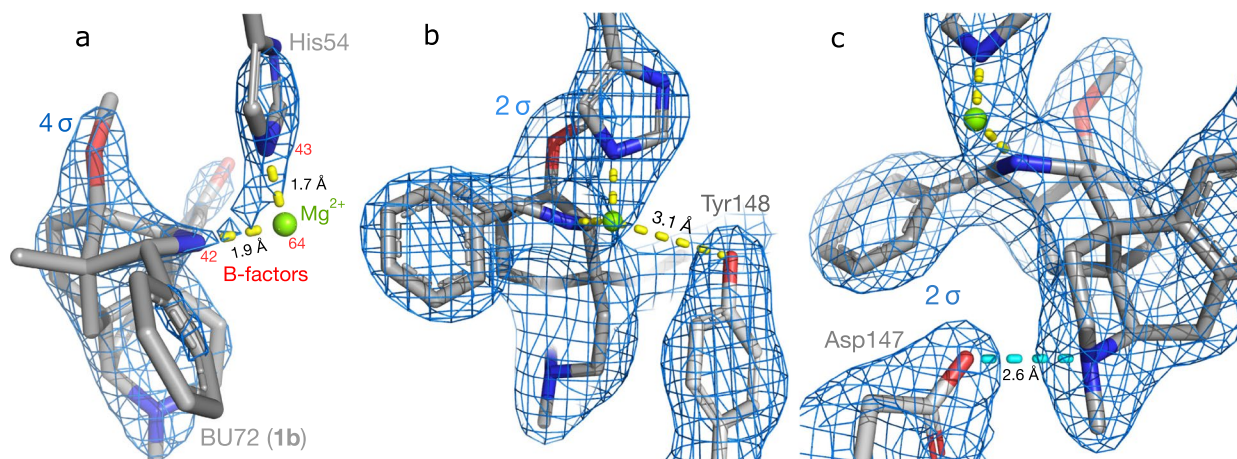 a
His54
4 σ
43
1.7 Å
Mg²⁺
64
42
1.9 Å
B-factors
BU72 (1b)
b
2 σ
Tyr148
3.1 Å
c
2 σ
Asp147
2.6 Å